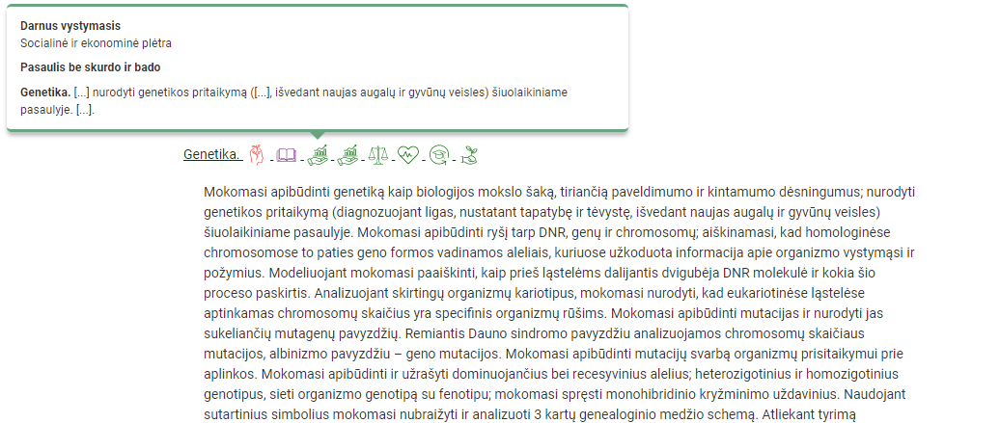 Darnus vystymasis
Socialinė ir ekonominė plėtra
Pasaulis be skurdo ir bado
Genetika. [...] nurodyti genetikos pritaikymą ([...], išvedant naujas augalų ir gyvūnų veisles) šiuolaikiniame
pasaulyje. [...].
Genetika.
Mokomasi apibūdinti genetiką kaip biologijos mokslo šaką, tiriančią paveldimumo ir kintamumo dėsningumus; nurodyti
genetikos pritaikymą (diagnozuojant ligas, nustatant tapatybę ir tėvystę, išvedant naujas augalų ir gyvūnų veisles)
šiuolaikiniame pasaulyje. Mokomasi apibūdinti ryšį tarp DNR, genų ir chromosomų; aiškinamasi, kad homologinėse
chromosomose to paties geno formos vadinamos aleliais, kuriuose užkoduota informacija apie organizmo vystymąsi ir
požymius. Modeliuojant mokomasi paaiškinti, kaip prieš ląstelėms dalijantis dvigubėja DNR molekulė ir kokia šio
proceso paskirtis. Analizuojant skirtingų organizmų kariotipus, mokomasi nurodyti, kad eukariotinėse ląstelėse
aptinkamas chromosomų skaičius yra specifinis organizmų rūšims. Mokomasi apibūdinti mutacijas ir nurodyti jas
sukeliančių mutagenų pavyzdžių. Remiantis Dauno sindromo pavyzdžiu analizuojamos chromosomų skaičiaus
mutacijos, albinizmo pavyzdžiu – geno mutacijos. Mokomasi apibūdinti mutacijų svarbą organizmų prisitaikymui prie
aplinkos. Mokomasi apibūdinti ir užrašyti dominuojančius bei recesyvinius alelius; heterozigotinius ir homozigotinius
genotipus, sieti organizmo genotipą su fenotipu; mokomasi spręsti monohibridinio kryžminimo uždavinius. Naudojant
sutartinius simbolius mokomasi nubraižyti ir analizuoti 3 kartų genealoginio medžio schemą. Atliekant tyrimą